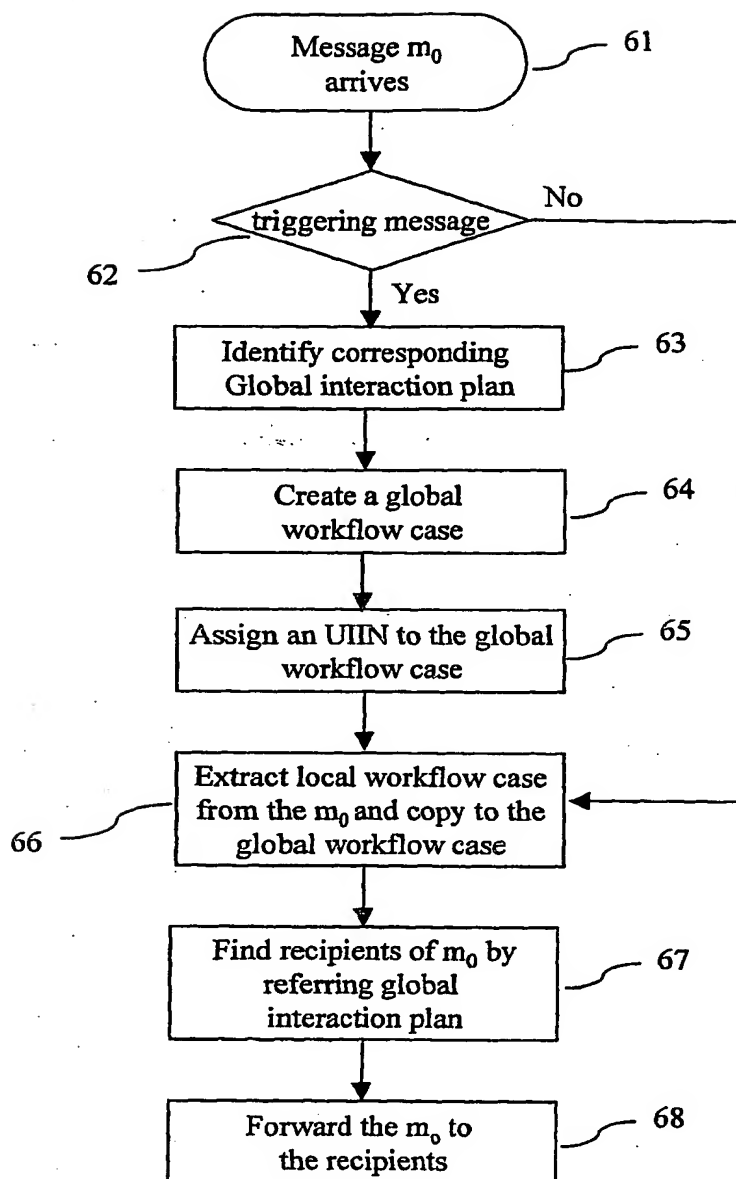 Message m₀
arrives
61
triggering message
No
62
Yes
Identify corresponding
Global interaction plan
63
Create a global
workflow case
64
Assign an UIIN to the global
workflow case
65
Extract local workflow case
from the m₀ and copy to the
global workflow case
66
Find recipients of m₀ by
referring global
interaction plan
67
Forward the m₀ to
the recipients
68